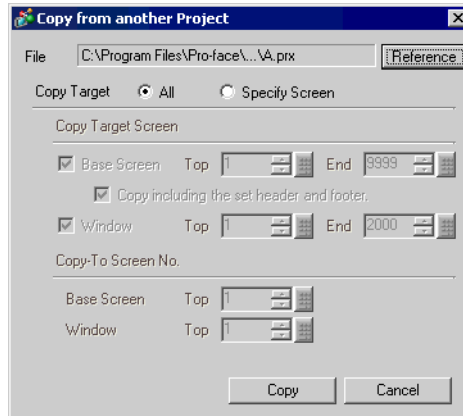 Copy from another Project
File C:\Program Files\Pro-face\...\A.prx Reference
Copy Target All Specify Screen
Copy Target Screen
Base Screen Top 1 End 9999
Copy including the set header and footer.
Window Top 1 End 2000
Copy-To Screen No.
Base Screen Top 1
Window Top 1
Copy Cancel